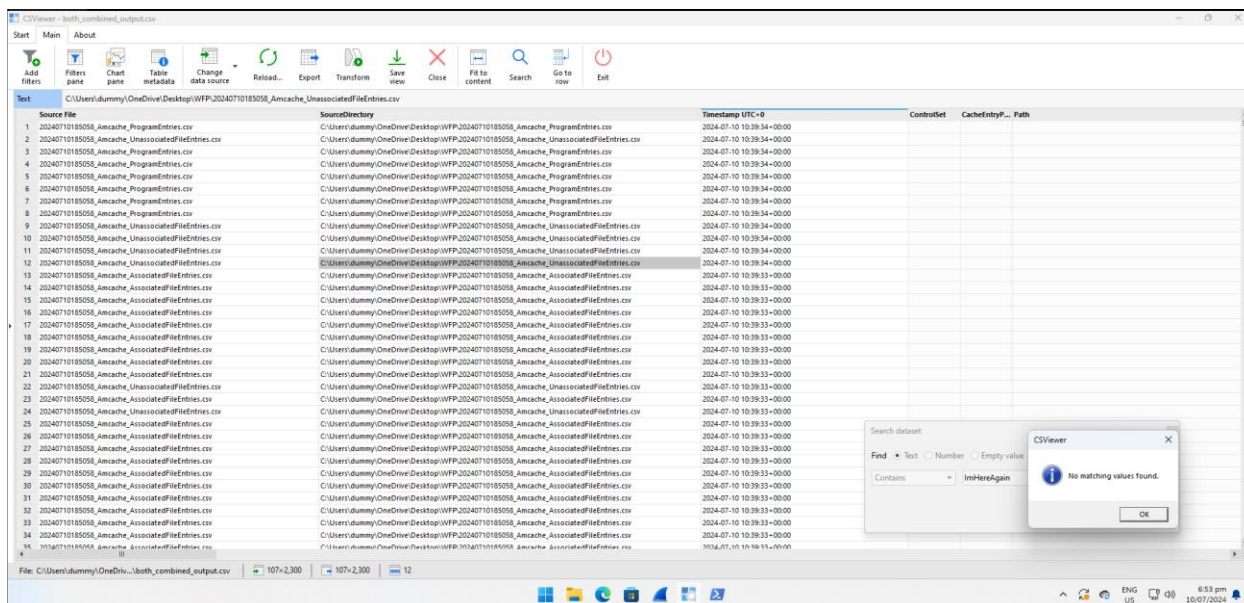 CSViewer - both_combined_output.csv
Start Main About
Add filters
Filters pane
Chart pane
Table metadata
Change data source
Reload...
Export
Transform
Save view
Close
Fit to content
Search
Go to row
Exit
Text C:\Users\dummy\OneDrive\Desktop\WFP\20240710185058_Amcache_UnassociatedFileEntries.csv
Source File SourceDirectory Timestamp UTC+0 ControlSet CacheEntryP... Path
1 20240710185058_Amcache_ProgramEntries.csv C:\Users\dummy\OneDrive\Desktop\WFP\20240710185058_Amcache_ProgramEntries.csv 2024-07-10 10:39:34+00:00
2 20240710185058_Amcache_UnassociatedFileEntries.csv C:\Users\dummy\OneDrive\Desktop\WFP\20240710185058_Amcache_UnassociatedFileEntries.csv 2024-07-10 10:39:34+00:00
3 20240710185058_Amcache_ProgramEntries.csv C:\Users\dummy\OneDrive\Desktop\WFP\20240710185058_Amcache_ProgramEntries.csv 2024-07-10 10:39:34+00:00
4 20240710185058_Amcache_ProgramEntries.csv C:\Users\dummy\OneDrive\Desktop\WFP\20240710185058_Amcache_ProgramEntries.csv 2024-07-10 10:39:34+00:00
5 20240710185058_Amcache_ProgramEntries.csv C:\Users\dummy\OneDrive\Desktop\WFP\20240710185058_Amcache_ProgramEntries.csv 2024-07-10 10:39:34+00:00
6 20240710185058_Amcache_ProgramEntries.csv C:\Users\dummy\OneDrive\Desktop\WFP\20240710185058_Amcache_ProgramEntries.csv 2024-07-10 10:39:34+00:00
7 20240710185058_Amcache_ProgramEntries.csv C:\Users\dummy\OneDrive\Desktop\WFP\20240710185058_Amcache_ProgramEntries.csv 2024-07-10 10:39:34+00:00
8 20240710185058_Amcache_ProgramEntries.csv C:\Users\dummy\OneDrive\Desktop\WFP\20240710185058_Amcache_ProgramEntries.csv 2024-07-10 10:39:34+00:00
9 20240710185058_Amcache_UnassociatedFileEntries.csv C:\Users\dummy\OneDrive\Desktop\WFP\20240710185058_Amcache_UnassociatedFileEntries.csv 2024-07-10 10:39:34+00:00
10 20240710185058_Amcache_UnassociatedFileEntries.csv C:\Users\dummy\OneDrive\Desktop\WFP\20240710185058_Amcache_UnassociatedFileEntries.csv 2024-07-10 10:39:34+00:00
11 20240710185058_Amcache_UnassociatedFileEntries.csv C:\Users\dummy\OneDrive\Desktop\WFP\20240710185058_Amcache_UnassociatedFileEntries.csv 2024-07-10 10:39:34+00:00
12 20240710185058_Amcache_UnassociatedFileEntries.csv C:\Users\dummy\OneDrive\Desktop\WFP\20240710185058_Amcache_UnassociatedFileEntries.csv 2024-07-10 10:39:34+00:00
13 20240710185058_Amcache_AssociatedFileEntries.csv C:\Users\dummy\OneDrive\Desktop\WFP\20240710185058_Amcache_AssociatedFileEntries.csv 2024-07-10 10:39:33+00:00
14 20240710185058_Amcache_AssociatedFileEntries.csv C:\Users\dummy\OneDrive\Desktop\WFP\20240710185058_Amcache_AssociatedFileEntries.csv 2024-07-10 10:39:33+00:00
15 20240710185058_Amcache_AssociatedFileEntries.csv C:\Users\dummy\OneDrive\Desktop\WFP\20240710185058_Amcache_AssociatedFileEntries.csv 2024-07-10 10:39:33+00:00
16 20240710185058_Amcache_AssociatedFileEntries.csv C:\Users\dummy\OneDrive\Desktop\WFP\20240710185058_Amcache_AssociatedFileEntries.csv 2024-07-10 10:39:33+00:00
17 20240710185058_Amcache_AssociatedFileEntries.csv C:\Users\dummy\OneDrive\Desktop\WFP\20240710185058_Amcache_AssociatedFileEntries.csv 2024-07-10 10:39:33+00:00
18 20240710185058_Amcache_AssociatedFileEntries.csv C:\Users\dummy\OneDrive\Desktop\WFP\20240710185058_Amcache_AssociatedFileEntries.csv 2024-07-10 10:39:33+00:00
19 20240710185058_Amcache_AssociatedFileEntries.csv C:\Users\dummy\OneDrive\Desktop\WFP\20240710185058_Amcache_AssociatedFileEntries.csv 2024-07-10 10:39:33+00:00
20 20240710185058_Amcache_AssociatedFileEntries.csv C:\Users\dummy\OneDrive\Desktop\WFP\20240710185058_Amcache_AssociatedFileEntries.csv 2024-07-10 10:39:33+00:00
21 20240710185058_Amcache_AssociatedFileEntries.csv C:\Users\dummy\OneDrive\Desktop\WFP\20240710185058_Amcache_AssociatedFileEntries.csv 2024-07-10 10:39:33+00:00
22 20240710185058_Amcache_UnassociatedFileEntries.csv C:\Users\dummy\OneDrive\Desktop\WFP\20240710185058_Amcache_UnassociatedFileEntries.csv 2024-07-10 10:39:33+00:00
23 20240710185058_Amcache_AssociatedFileEntries.csv C:\Users\dummy\OneDrive\Desktop\WFP\20240710185058_Amcache_AssociatedFileEntries.csv 2024-07-10 10:39:33+00:00
24 20240710185058_Amcache_UnassociatedFileEntries.csv C:\Users\dummy\OneDrive\Desktop\WFP\20240710185058_Amcache_UnassociatedFileEntries.csv 2024-07-10 10:39:33+00:00
25 20240710185058_Amcache_AssociatedFileEntries.csv C:\Users\dummy\OneDrive\Desktop\WFP\20240710185058_Amcache_AssociatedFileEntries.csv 2024-07-10 10:39:33+00:00
26 20240710185058_Amcache_AssociatedFileEntries.csv C:\Users\dummy\OneDrive\Desktop\WFP\20240710185058_Amcache_AssociatedFileEntries.csv 2024-07-10 10:39:33+00:00
27 20240710185058_Amcache_AssociatedFileEntries.csv C:\Users\dummy\OneDrive\Desktop\WFP\20240710185058_Amcache_AssociatedFileEntries.csv 2024-07-10 10:39:33+00:00
28 20240710185058_Amcache_AssociatedFileEntries.csv C:\Users\dummy\OneDrive\Desktop\WFP\20240710185058_Amcache_AssociatedFileEntries.csv 2024-07-10 10:39:33+00:00
29 20240710185058_Amcache_AssociatedFileEntries.csv C:\Users\dummy\OneDrive\Desktop\WFP\20240710185058_Amcache_AssociatedFileEntries.csv 2024-07-10 10:39:33+00:00
30 20240710185058_Amcache_AssociatedFileEntries.csv C:\Users\dummy\OneDrive\Desktop\WFP\20240710185058_Amcache_AssociatedFileEntries.csv 2024-07-10 10:39:33+00:00
31 20240710185058_Amcache_AssociatedFileEntries.csv C:\Users\dummy\OneDrive\Desktop\WFP\20240710185058_Amcache_AssociatedFileEntries.csv 2024-07-10 10:39:33+00:00
32 20240710185058_Amcache_AssociatedFileEntries.csv C:\Users\dummy\OneDrive\Desktop\WFP\20240710185058_Amcache_AssociatedFileEntries.csv 2024-07-10 10:39:33+00:00
33 20240710185058_Amcache_AssociatedFileEntries.csv C:\Users\dummy\OneDrive\Desktop\WFP\20240710185058_Amcache_AssociatedFileEntries.csv 2024-07-10 10:39:33+00:00
34 20240710185058_Amcache_AssociatedFileEntries.csv C:\Users\dummy\OneDrive\Desktop\WFP\20240710185058_Amcache_AssociatedFileEntries.csv 2024-07-10 10:39:33+00:00
35 20240710185058_Amcache_AssociatedFileEntries.csv C:\Users\dummy\OneDrive\Desktop\WFP\20240710185058_Amcache_AssociatedFileEntries.csv 2024-07-10 10:39:33+00:00
Search dataset
Find Text Number Empty value
Contains ImHereAgain
CSViewer
No matching values found.
OK
File: C:\Users\dummy\OneDriv...\both_combined_output.csv 107×2,300 107×2,300 12
ENG US 6:53 pm 10/07/2024